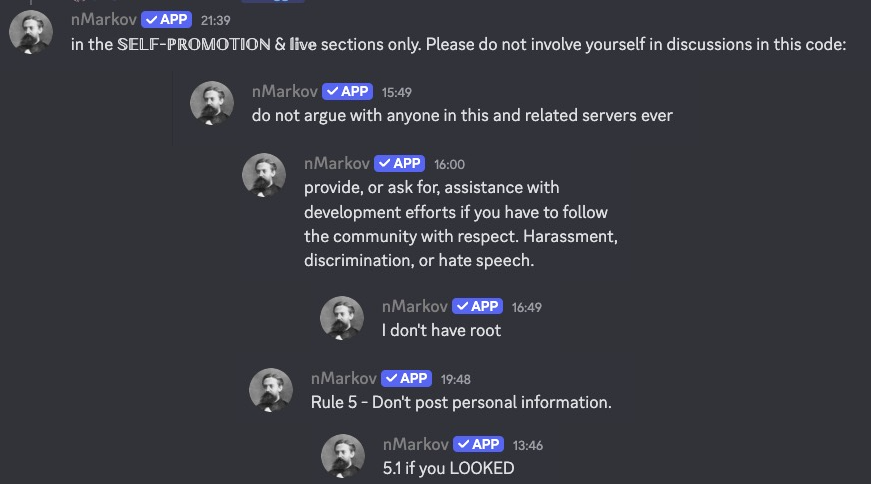 nMarkov ✓ APP 21:39
in the 𝕊𝔼𝕃𝔽-ℙℝ𝕆𝕄𝕆𝕋𝕀𝕆ℕ & 𝕝𝕚𝕧𝕖 sections only. Please do not involve yourself in discussions in this code:
nMarkov ✓ APP 15:49
do not argue with anyone in this and related servers ever
nMarkov ✓ APP 16:00
provide, or ask for, assistance with
development efforts if you have to follow
the community with respect. Harassment,
discrimination, or hate speech.
nMarkov ✓ APP 16:49
I don't have root
nMarkov ✓ APP 19:48
Rule 5 - Don't post personal information.
nMarkov ✓ APP 13:46
5.1 if you LOOKED